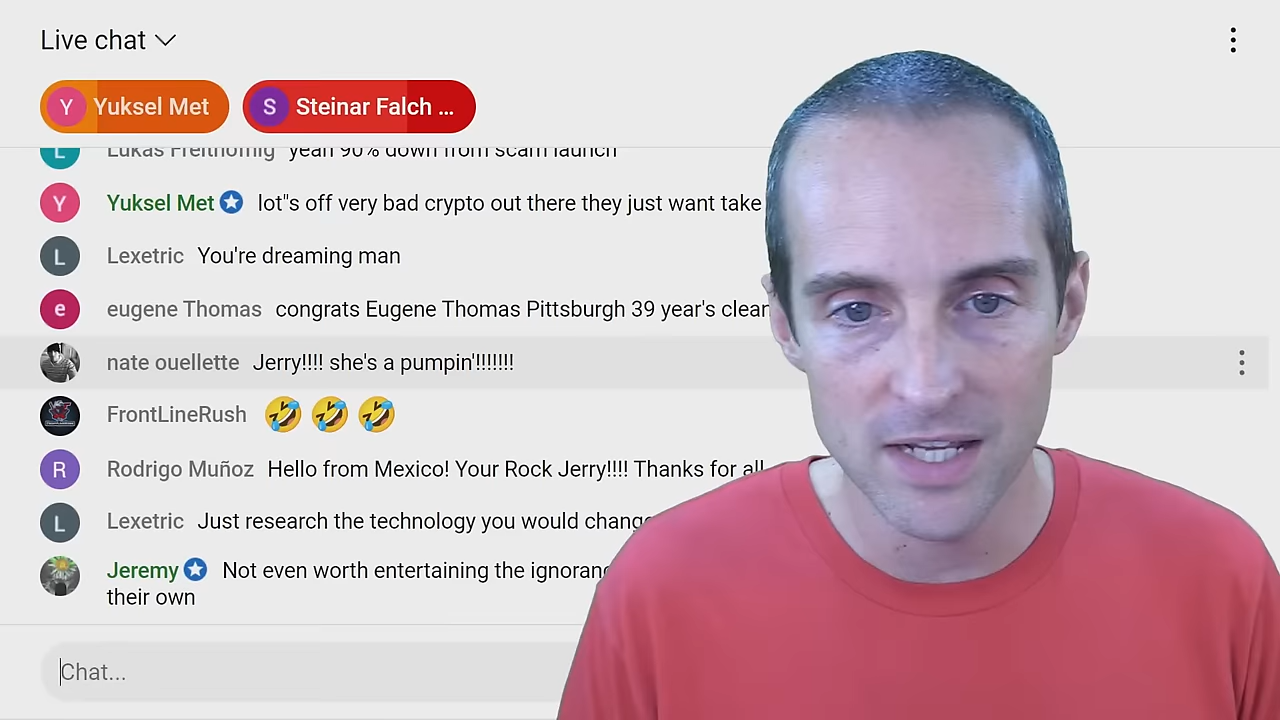 Live chat
Y Yuksel Met
S Steinar Falch ...
L Lukas Freithofnig yeah 90% down from scam launch
Y Yuksel Met lot"s off very bad crypto out there they just want take
L Lexetric You're dreaming man
e eugene Thomas congrats Eugene Thomas Pittsburgh 39 year's clean
nate ouellette Jerry!!!! she's a pumpin'!!!!!!!
FrontLineRush 🤣 🤣 🤣
R Rodrigo Muñoz Hello from Mexico! Your Rock Jerry!!!! Thanks for all
L Lexetric Just research the technology you would change
Jeremy Not even worth entertaining the
their own
Chat...